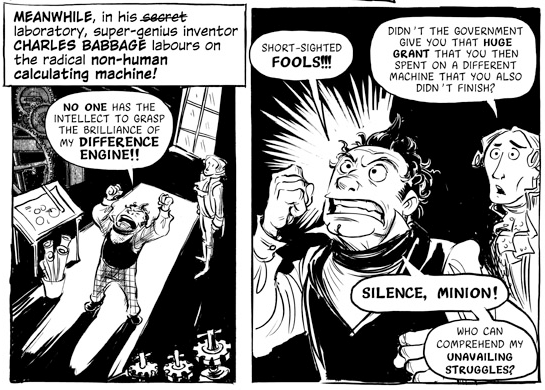 MEANWHILE, in his secret
laboratory, super-genius inventor
CHARLES BABBAGE labours on
the radical non-human
calculating machine!
NO ONE HAS THE
INTELLECT TO GRASP
THE BRILLIANCE OF
MY DIFFERENCE
ENGINE!!
SHORT-SIGHTED
FOOLS!!!
DIDN'T THE GOVERNMENT
GIVE YOU THAT HUGE
GRANT THAT YOU THEN
SPENT ON A DIFFERENT
MACHINE THAT YOU ALSO
DIDN'T FINISH?
SILENCE, MINION!
WHO CAN
COMPREHEND MY
UNAVAILING
STRUGGLES?